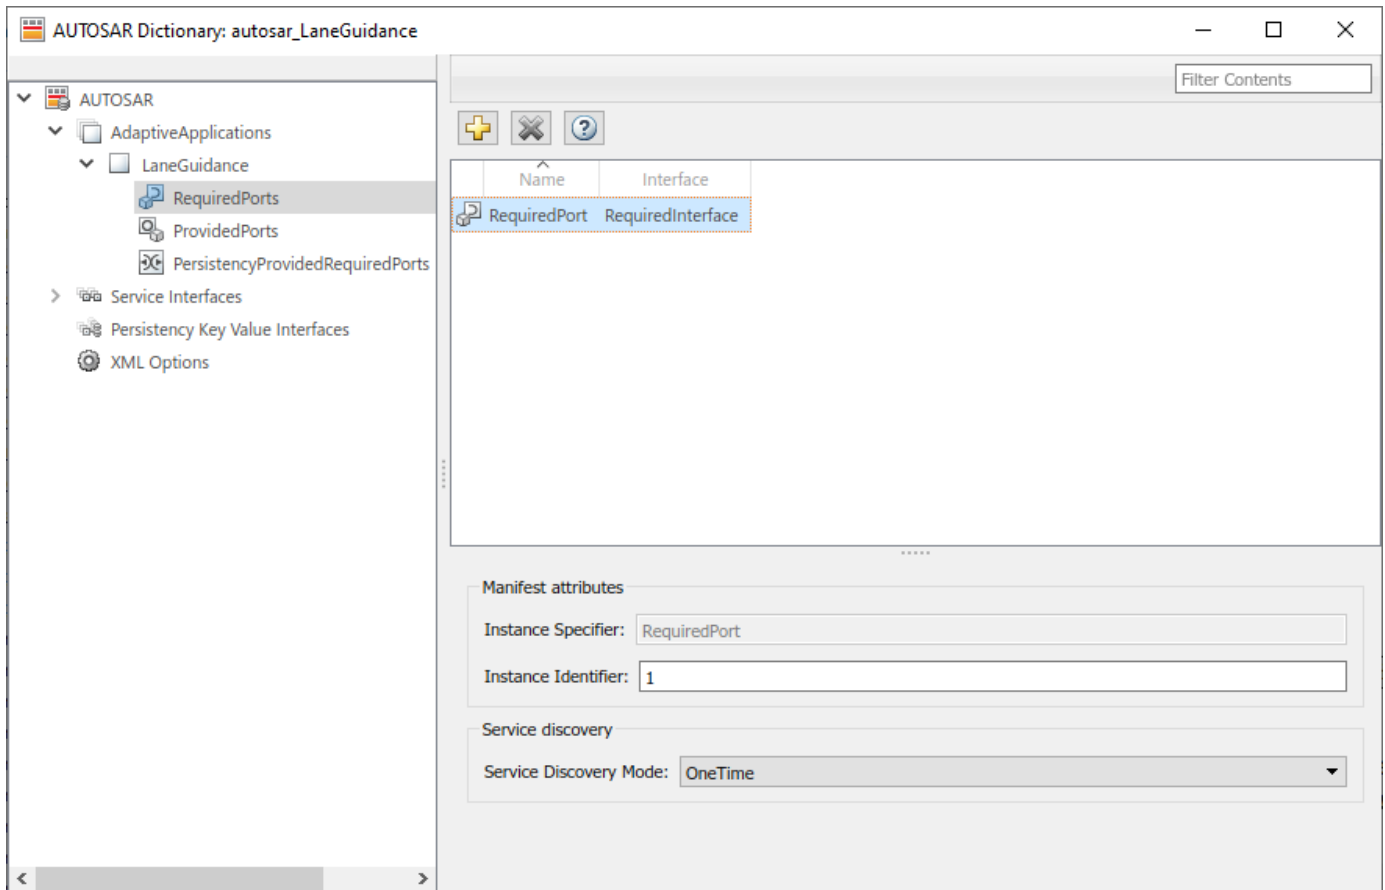 AUTOSAR Dictionary: autosar_LaneGuidance
Filter Contents
AUTOSAR
AdaptiveApplications
LaneGuidance
RequiredPorts
ProvidedPorts
PersistencyProvidedRequiredPorts
Service Interfaces
Persistency Key Value Interfaces
XML Options
Name Interface
RequiredPort RequiredInterface
Manifest attributes
Instance Specifier: RequiredPort
Instance Identifier: 1
Service discovery
Service Discovery Mode: OneTime